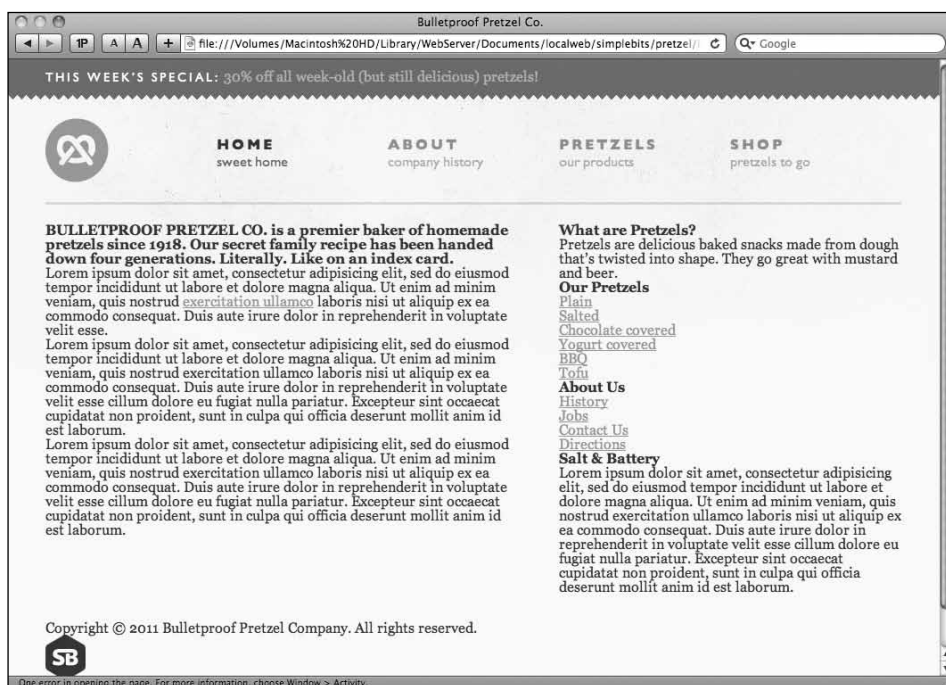 Bulletproof Pretzel Co.
1P A A + file:///Volumes/Macintosh%20HD/Library/WebServer/Documents/localweb/simplebits/pretzel/ Google
THIS WEEK'S SPECIAL: 30% off all week-old (but still delicious) pretzels!
HOME ABOUT PRETZELS SHOP
sweet home company history our products pretzels to go
BULLETPROOF PRETZEL CO. is a premier baker of homemade
pretzels since 1918. Our secret family recipe has been handed
down four generations. Literally. Like on an index card.
Lorem ipsum dolor sit amet, consectetur adipisicing elit, sed do eiusmod
tempor incididunt ut labore et dolore magna aliqua. Ut enim ad minim
veniam, quis nostrud exercitation ullamco laboris nisi ut aliquip ex ea
commodo consequat. Duis aute irure dolor in reprehenderit in voluptate
velit esse.
Lorem ipsum dolor sit amet, consectetur adipisicing elit, sed do eiusmod
tempor incididunt ut labore et dolore magna aliqua. Ut enim ad minim
veniam, quis nostrud exercitation ullamco laboris nisi ut aliquip ex ea
commodo consequat. Duis aute irure dolor in reprehenderit in voluptate
velit esse cillum dolore eu fugiat nulla pariatur. Excepteur sint occaecat
cupidatat non proident, sunt in culpa qui officia deserunt mollit anim id
est laborum.
Lorem ipsum dolor sit amet, consectetur adipisicing elit, sed do eiusmod
tempor incididunt ut labore et dolore magna aliqua. Ut enim ad minim
veniam, quis nostrud exercitation ullamco laboris nisi ut aliquip ex ea
commodo consequat. Duis aute irure dolor in reprehenderit in voluptate
velit esse cillum dolore eu fugiat nulla pariatur. Excepteur sint occaecat
cupidatat non proident, sunt in culpa qui officia deserunt mollit anim id
est laborum.
What are Pretzels?
Pretzels are delicious baked snacks made from dough
that's twisted into shape. They go great with mustard
and beer.
Our Pretzels
Plain
Salted
Chocolate covered
Yogurt covered
BBQ
Tofu
About Us
History
Jobs
Contact Us
Directions
Salt & Battery
Lorem ipsum dolor sit amet, consectetur adipisicing
elit, sed do eiusmod tempor incididunt ut labore et
dolore magna aliqua. Ut enim ad minim veniam, quis
nostrud exercitation ullamco laboris nisi ut aliquip ex
ea commodo consequat. Duis aute irure dolor in
reprehenderit in voluptate velit esse cillum dolore eu
fugiat nulla pariatur. Excepteur sint occaecat
cupidatat non proident, sunt in culpa qui officia
deserunt mollit anim id est laborum.
Copyright © 2011 Bulletproof Pretzel Company. All rights reserved.
SB
One error in opening the page. For more information, choose Window > Activity.